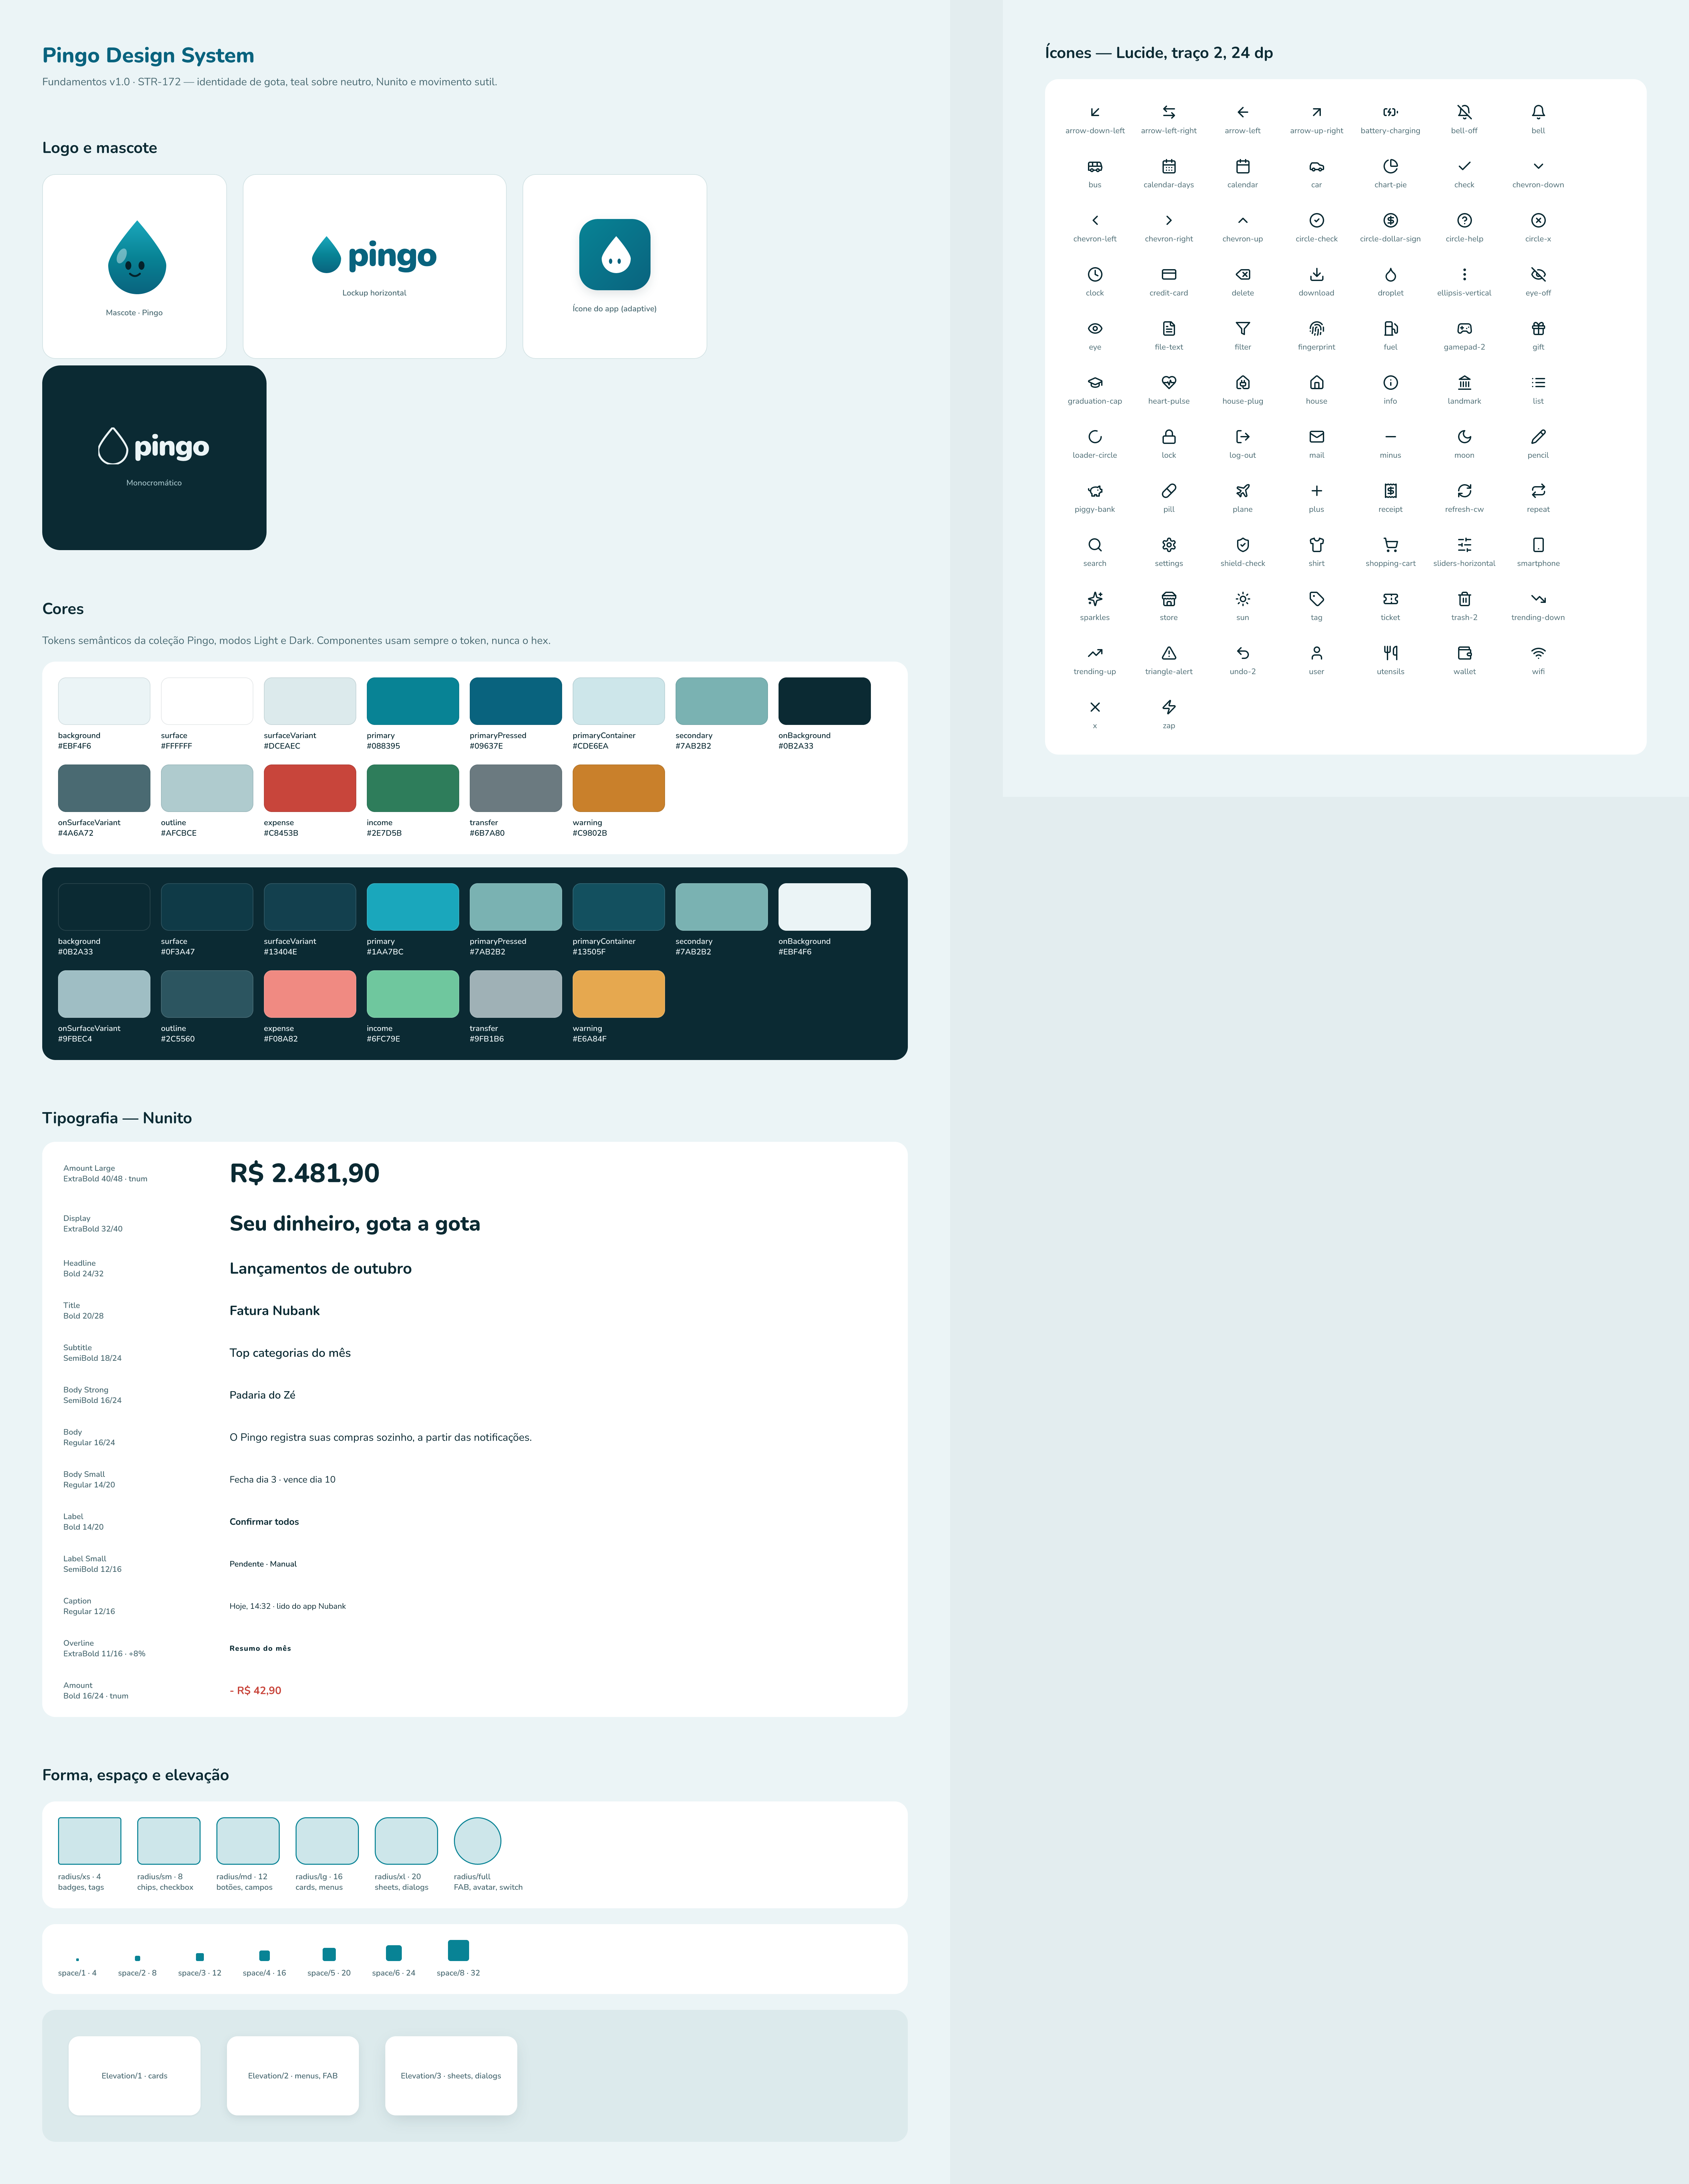 Pingo Design System
Fundamentos v1.0 · STR-172 — identidade de gota, teal sobre neutro, Nunito e movimento sutil.
Logo e mascote
Mascote · Pingo
pingo
Lockup horizontal
Ícone do app (adaptive)
pingo
Monocromático
Cores
Tokens semânticos da coleção Pingo, modos Light e Dark. Componentes usam sempre o token, nunca o hex.
background surface surfaceVariant primary primaryPressed primaryContainer secondary onBackground
#EBF4F6 #FFFFFF #DCEAEC #088395 #09637E #CDE6EA #7AB2B2 #0B2A33
onSurfaceVariant outline expense income transfer warning
#4A6A72 #AFCBCE #C8453B #2E7D5B #6B7A80 #C9802B
background surface surfaceVariant primary primaryPressed primaryContainer secondary onBackground
#0B2A33 #0F3A47 #13404E #1AA7BC #7AB2B2 #13505F #7AB2B2 #EBF4F6
onSurfaceVariant outline expense income transfer warning
#9FBEC4 #2C5560 #F08A82 #6FC79E #9FB1B6 #E6A84F
Tipografia — Nunito
Amount Large
ExtraBold 40/48 · tnum
R$ 2.481,90
Display
ExtraBold 32/40
Seu dinheiro, gota a gota
Headline
Bold 24/32
Lançamentos de outubro
Title
Bold 20/28
Fatura Nubank
Subtitle
SemiBold 18/24
Top categorias do mês
Body Strong
SemiBold 16/24
Padaria do Zé
Body
Regular 16/24
O Pingo registra suas compras sozinho, a partir das notificações.
Body Small
Regular 14/20
Fecha dia 3 · vence dia 10
Label
Bold 14/20
Confirmar todos
Label Small
SemiBold 12/16
Pendente · Manual
Caption
Regular 12/16
Hoje, 14:32 · lido do app Nubank
Overline
ExtraBold 11/16 · +8%
Resumo do mês
Amount
Bold 16/24 · tnum
- R$ 42,90
Forma, espaço e elevação
radius/xs · 4 radius/sm · 8 radius/md · 12 radius/lg · 16 radius/xl · 20 radius/full
badges, tags chips, checkbox botões, campos cards, menus sheets, dialogs FAB, avatar, switch
space/1 · 4 space/2 · 8 space/3 · 12 space/4 · 16 space/5 · 20 space/6 · 24 space/8 · 32
Elevation/1 · cards Elevation/2 · menus, FAB Elevation/3 · sheets, dialogs
Ícones — Lucide, traço 2, 24 dp
arrow-down-left arrow-left-right arrow-left arrow-up-right battery-charging bell-off bell
bus calendar-days calendar car chart-pie check chevron-down
chevron-left chevron-right chevron-up circle-check circle-dollar-sign circle-help circle-x
clock credit-card delete download droplet ellipsis-vertical eye-off
eye file-text filter fingerprint fuel gamepad-2 gift
graduation-cap heart-pulse house-plug house info landmark list
loader-circle lock log-out mail minus moon pencil
piggy-bank pill plane plus receipt refresh-cw repeat
search settings shield-check shirt shopping-cart sliders-horizontal smartphone
sparkles store sun tag ticket trash-2 trending-down
trending-up triangle-alert undo-2 user utensils wallet wifi
x zap